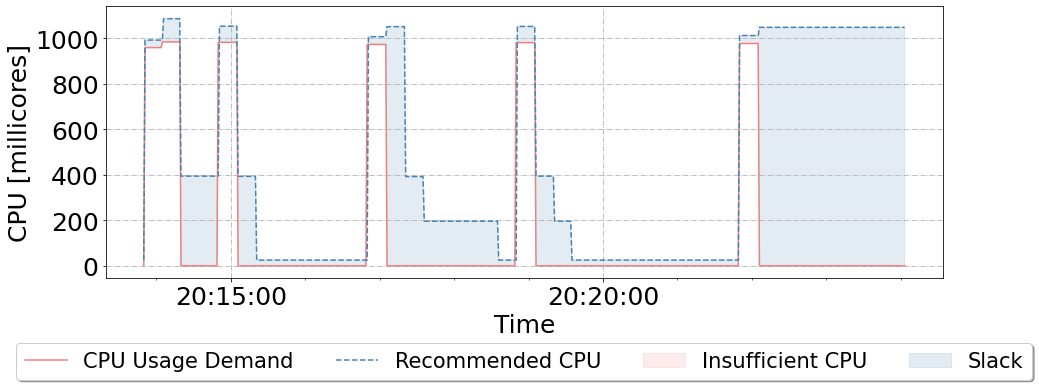 CPU [millicores]
1000
800
600
400
200
0
20:15:00 20:20:00
Time
CPU Usage Demand Recommended CPU Insufficient CPU Slack